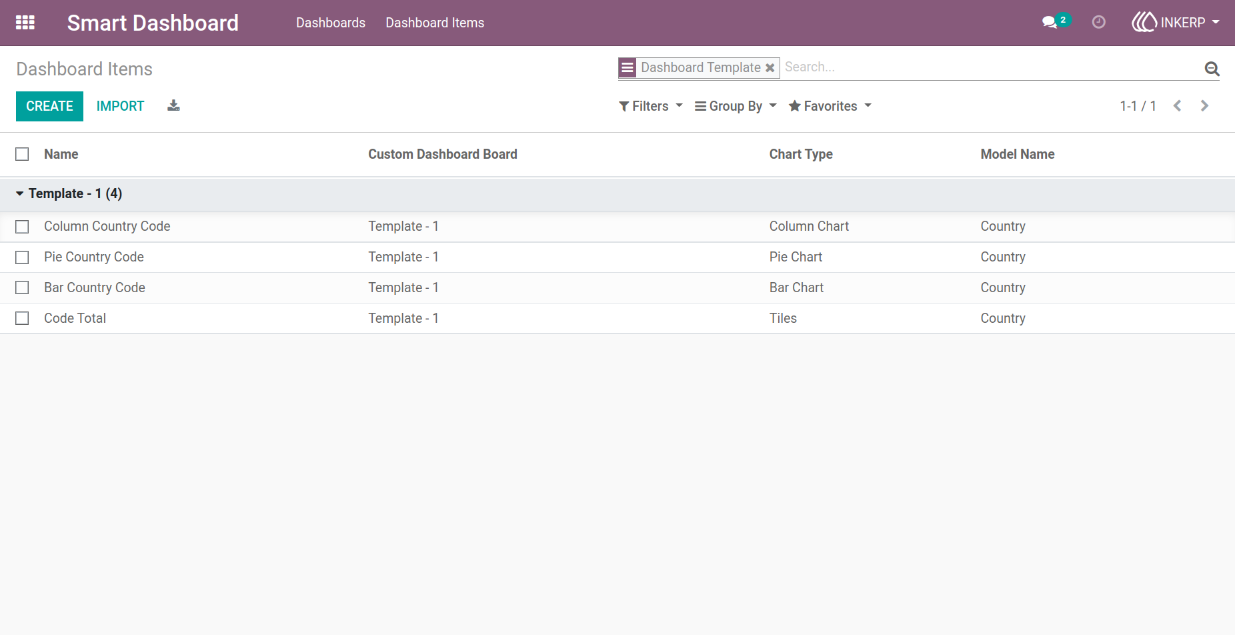 Smart Dashboard Dashboards Dashboard Items 2 INKERP
Dashboard Items Dashboard Template Search...
CREATE IMPORT Filters Group By Favorites 1-1 / 1
Name Custom Dashboard Board Chart Type Model Name
Template - 1 (4)
Column Country Code Template - 1 Column Chart Country
Pie Country Code Template - 1 Pie Chart Country
Bar Country Code Template - 1 Bar Chart Country
Code Total Template - 1 Tiles Country